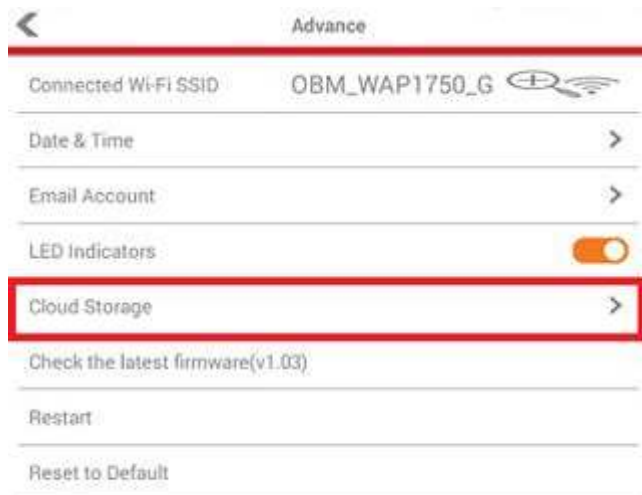 Advance
Connected Wi-Fi SSID OBM_WAP1750_G
Date & Time
Email Account
LED Indicators
Cloud Storage
Check the latest firmware(v1.03)
Restart
Reset to Default